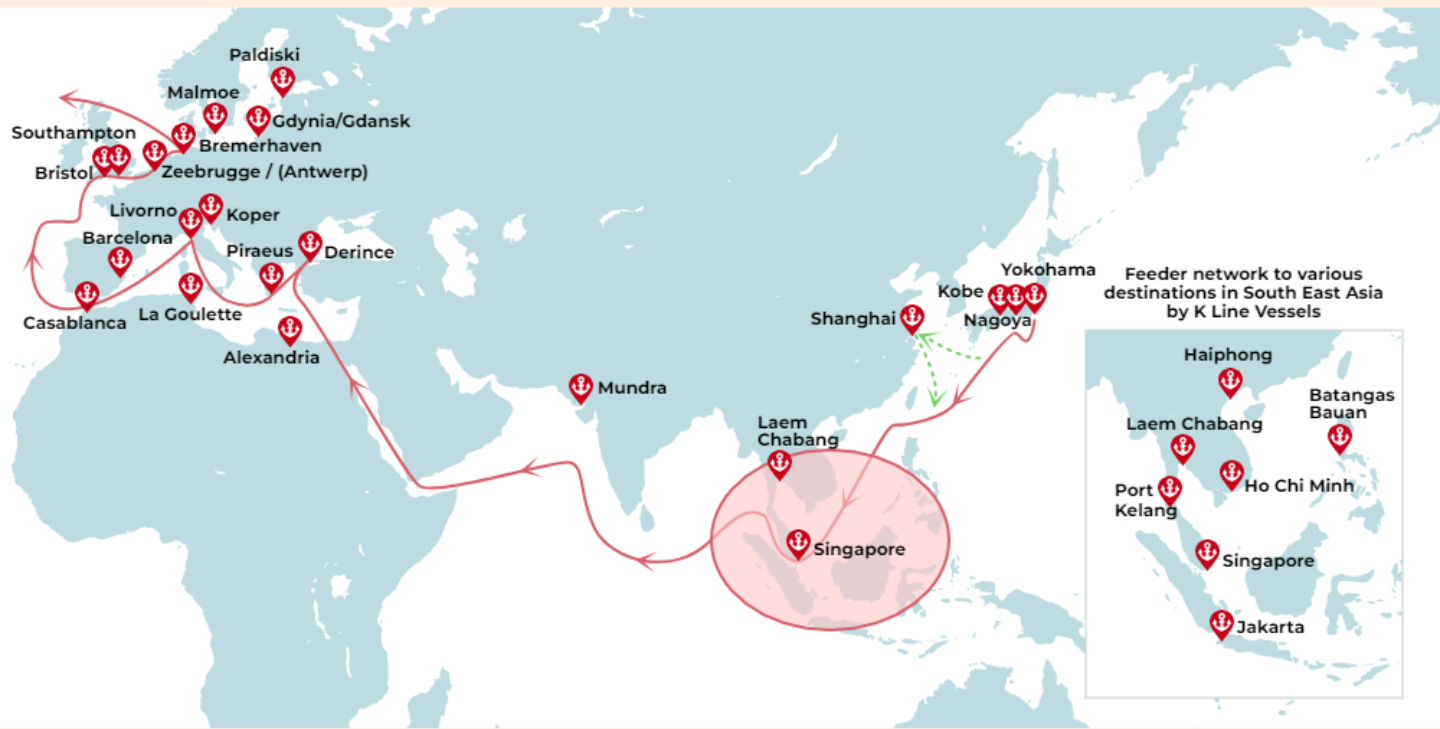 Paldiski
Malmoe
Gdynia/Gdansk
Southampton
Bremerhaven
Bristol
Zeebrugge / (Antwerp)
Livorno
Koper
Barcelona
Piraeus
Derince
Casablanca
La Goulette
Alexandria
Mundra
Shanghai
Yokohama
Kobe
Nagoya
Laem
Chabang
Singapore
Feeder network to various
destinations in South East Asia
by K Line Vessels
Haiphong
Batangas
Bauan
Laem Chabang
Ho Chi Minh
Port
Kelang
Singapore
Jakarta